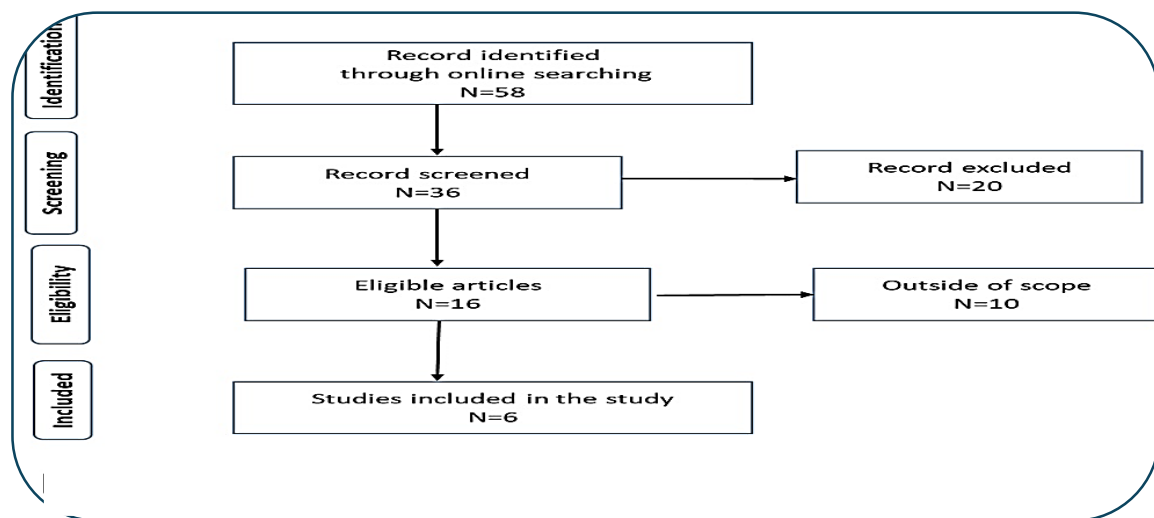 Identification
Record identified
through online searching
N=58
Screening
Record screened
N=36
Record excluded
N=20
Eligibility
Eligible articles
N=16
Outside of scope
N=10
Included
Studies included in the study
N=6